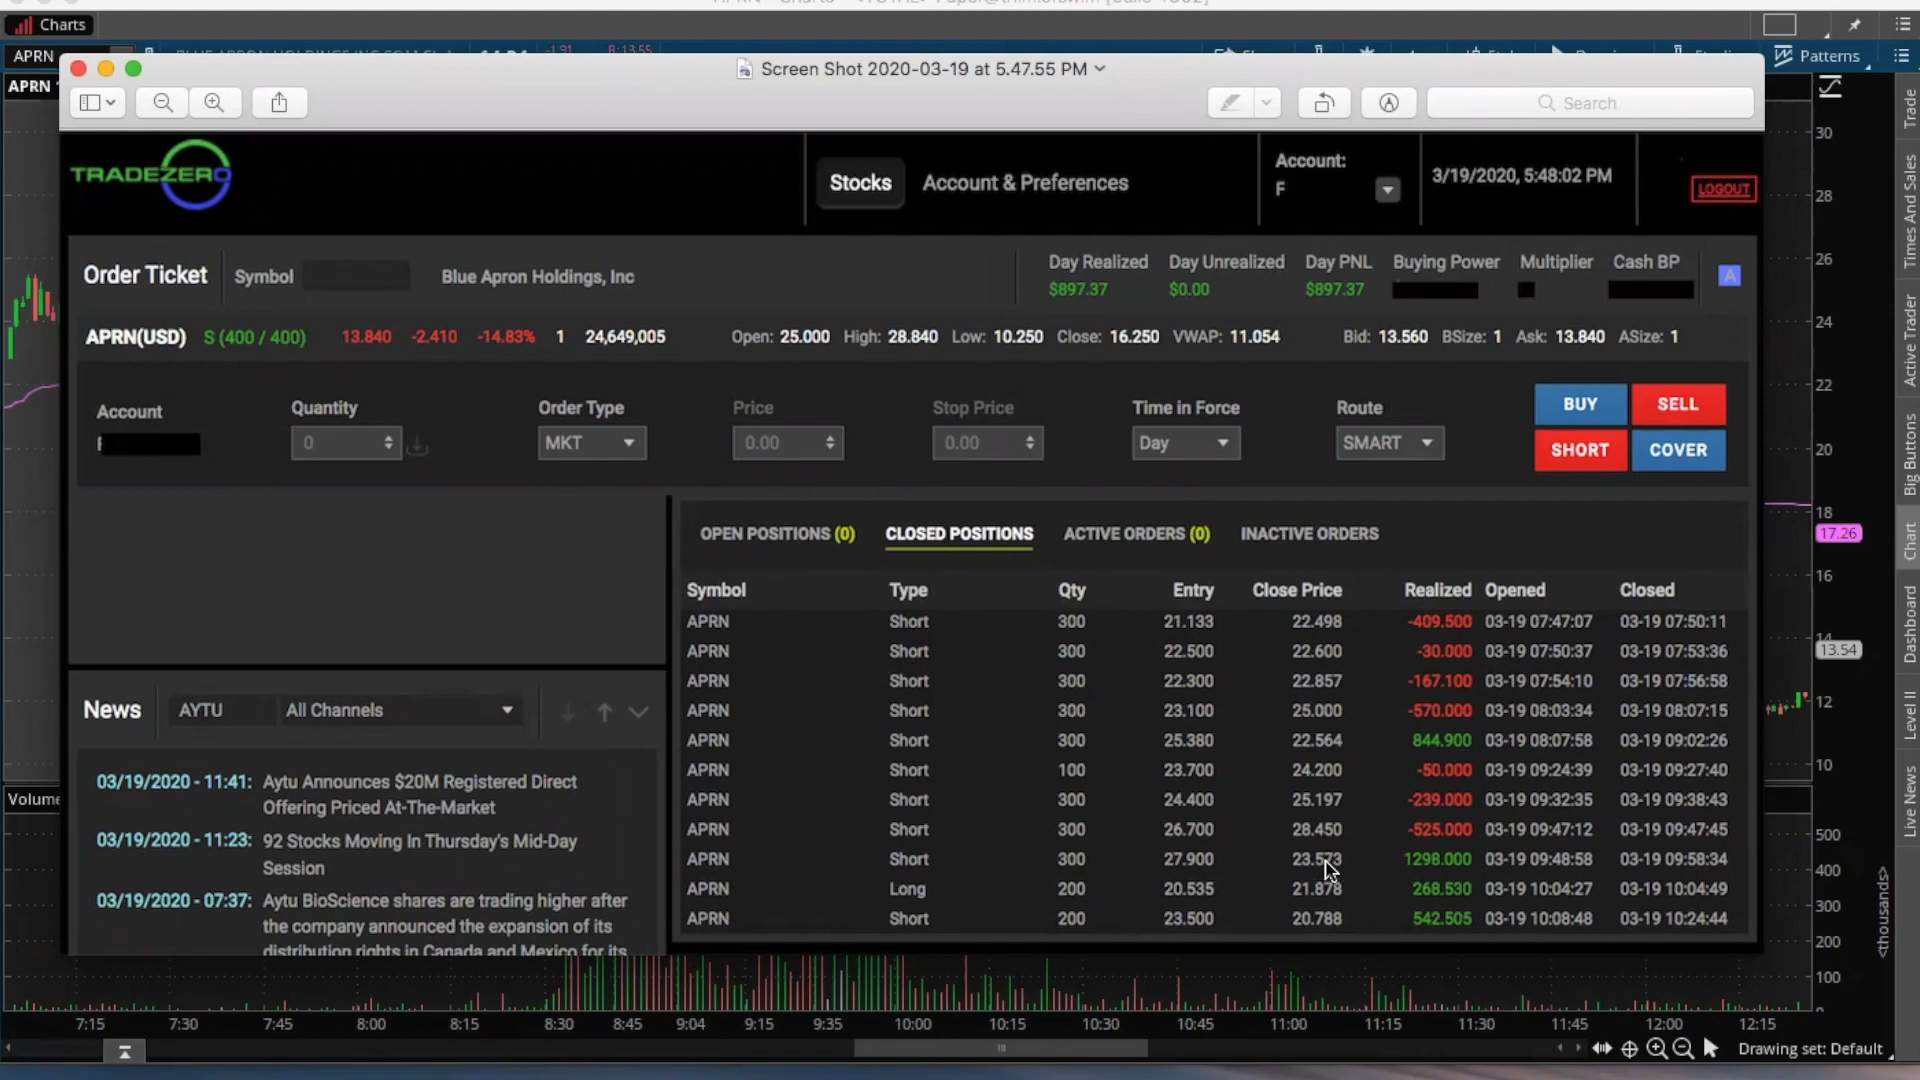 Charts
APRN
Patterns
APRN
Screen Shot 2020-03-19 at 5.47.55 PM
Search
TRADEZERO
Stocks
Account & Preferences
Account:
F
3/19/2020, 5:48:02 PM
LOGOUT
Order Ticket
Symbol
Blue Apron Holdings, Inc
Day Realized Day Unrealized Day PNL Buying Power Multiplier Cash BP
$897.37 $0.00 $897.37
A
APRN(USD) S (400 / 400) 13.840 -2.410 -14.83% 1 24,649,005 Open: 25.000 High: 28.840 Low: 10.250 Close: 16.250 VWAP: 11.054 Bid: 13.560 BSize: 1 Ask: 13.840 ASize: 1
Account Quantity Order Type Price Stop Price Time in Force Route
0 MKT 0.00 0.00 Day SMART
BUY SELL
SHORT COVER
OPEN POSITIONS (0) CLOSED POSITIONS ACTIVE ORDERS (0) INACTIVE ORDERS
Symbol Type Qty Entry Close Price Realized Opened Closed
APRN Short 300 21.133 22.498 -409.500 03-19 07:47:07 03-19 07:50:11
APRN Short 300 22.500 22.600 -30.000 03-19 07:50:37 03-19 07:53:36
APRN Short 300 22.300 22.857 -167.100 03-19 07:54:10 03-19 07:56:58
APRN Short 300 23.100 25.000 -570.000 03-19 08:03:34 03-19 08:07:15
APRN Short 300 25.380 22.564 844.900 03-19 08:07:58 03-19 09:02:26
APRN Short 100 23.700 24.200 -50.000 03-19 09:24:39 03-19 09:27:40
APRN Short 300 24.400 25.197 -239.000 03-19 09:32:35 03-19 09:38:43
APRN Short 300 26.700 28.450 -525.000 03-19 09:47:12 03-19 09:47:45
APRN Short 300 27.900 23.573 1298.000 03-19 09:48:58 03-19 09:58:34
APRN Long 200 20.535 21.878 268.530 03-19 10:04:27 03-19 10:04:49
APRN Short 200 23.500 20.788 542.505 03-19 10:08:48 03-19 10:24:44
News
AYTU
All Channels
03/19/2020 - 11:41: Aytu Announces $20M Registered Direct
Offering Priced At-The-Market
03/19/2020 - 11:23: 92 Stocks Moving In Thursday's Mid-Day
Session
03/19/2020 - 07:37: Aytu BioScience shares are trading higher after
the company announced the expansion of its
distribution rights in Canada and Mexico for its
Volume
30
28
26
24
22
20
18
17.26
16
14
13.54
12
10
500
400
300
200
100
<thousands>
Trade
Times And Sales
Active Trader
Big Buttons
Chart
Dashboard
Level II
Live News
7:15 7:30 7:45 8:00 8:15 8:30 8:45 9:04 9:15 9:35 10:00 10:15 10:30 10:45 11:00 11:15 11:30 11:45 12:00 12:15
Drawing set: Default